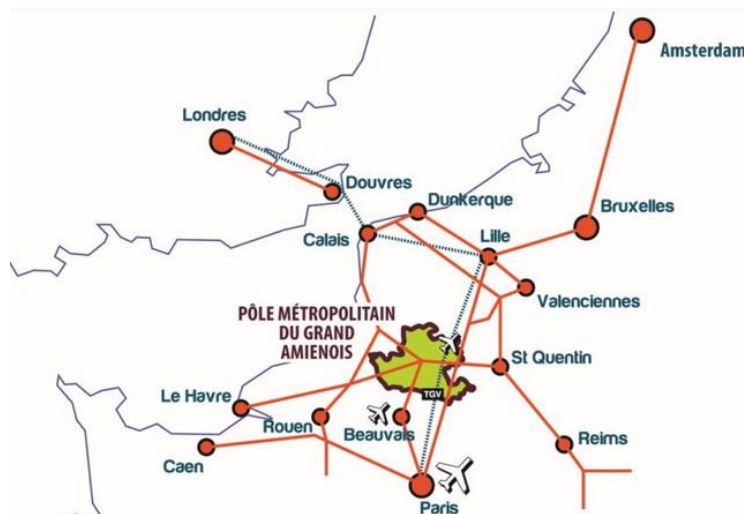 Amsterdam
Londres
Douvres
Dunkerque
Bruxelles
Calais
Lille
Valenciennes
PÔLE MÉTROPOLITAIN
DU GRAND
AMIENOIS
St Quentin
Le Havre
TGV
Rouen
Beauvais
Reims
Caen
Paris